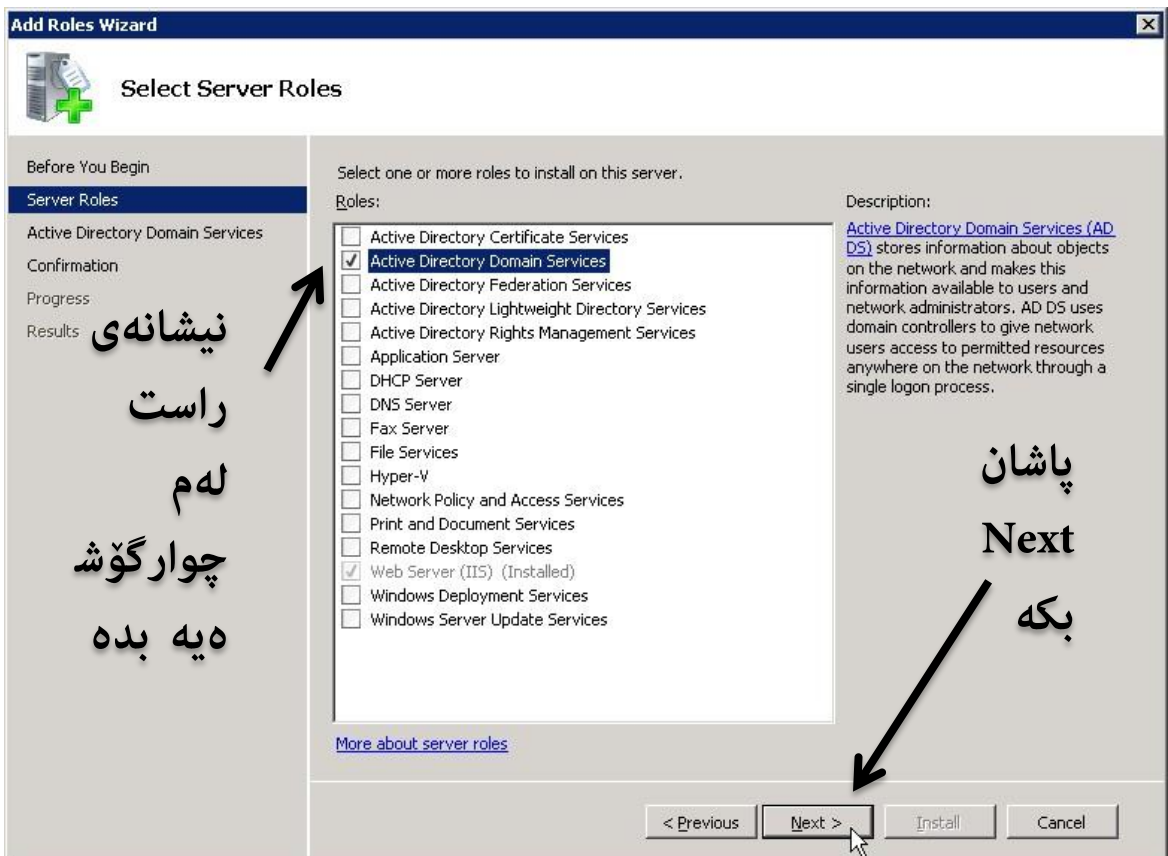 Add Roles Wizard
Select Server Roles
Before You Begin
Server Roles
Active Directory Domain Services
Confirmation
Progress
Results
نیشانەی
راست
لەم
چوارگۆش
ەیە بدە
Select one or more roles to install on this server.
Roles:
Active Directory Certificate Services
Active Directory Domain Services
Active Directory Federation Services
Active Directory Lightweight Directory Services
Active Directory Rights Management Services
Application Server
DHCP Server
DNS Server
Fax Server
File Services
Hyper-V
Network Policy and Access Services
Print and Document Services
Remote Desktop Services
Web Server (IIS) (Installed)
Windows Deployment Services
Windows Server Update Services
More about server roles
Description:
Active Directory Domain Services (AD
DS) stores information about objects
on the network and makes this
information available to users and
network administrators. AD DS uses
domain controllers to give network
users access to permitted resources
anywhere on the network through a
single logon process.
پاشان
Next
بکە
< Previous
Next >
Install
Cancel